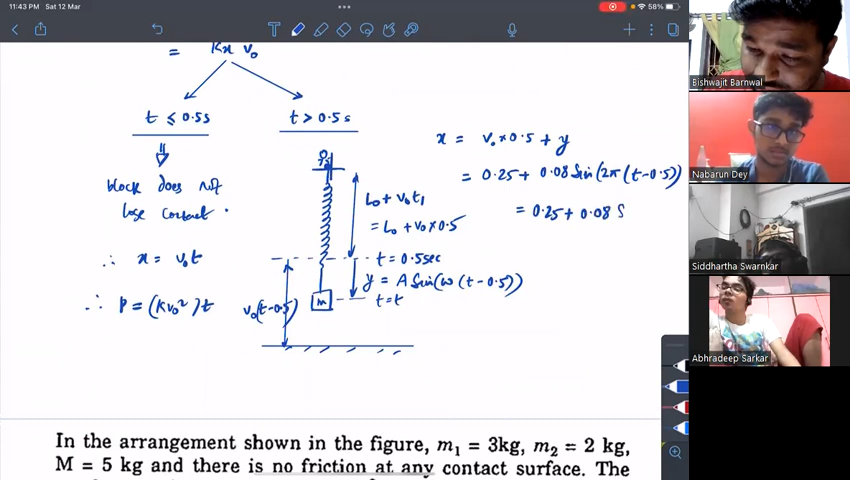 11:43 PM Sat 12 Mar
58%
= Kx v₀
t ≤ 0.5s
t > 0.5 s
block does not
lose contact.
∴ x = v₀t
∴ P = (Kv₀²) t
L₀ + v₀t₁
= L₀ + v₀×0.5
t = 0.5sec
y = A Sin(ω(t-0.5))
m
t = t
v₀(t-0.5)
x = v₀×0.5 + y
= 0.25 + 0.08 Sin(2π(t-0.5))
= 0.25 + 0.08 S
In the arrangement shown in the figure, m₁ = 3kg, m₂ = 2 kg,
M = 5 kg and there is no friction at any contact surface. The
Bishwajit Barnwal
Nabarun Dey
Siddhartha Swarnkar
Abhradeep Sarkar